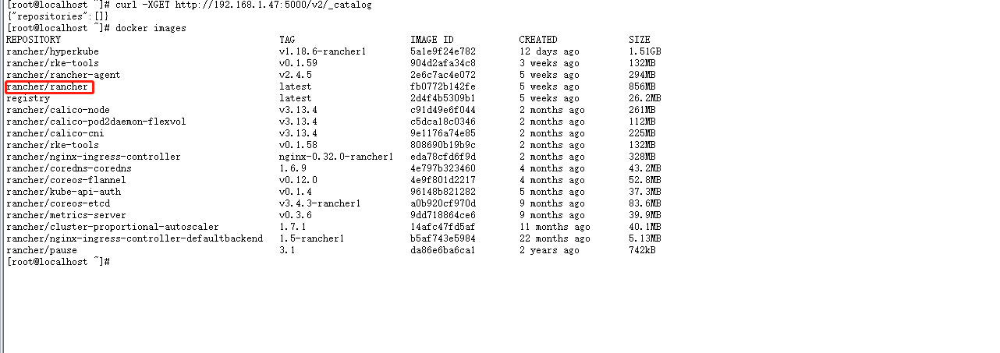 [root@localhost ~]# curl -XGET http://192.168.1.47:5000/v2/_catalog
{"repositories":[]}
[root@localhost ~]# docker images
REPOSITORY TAG IMAGE ID CREATED SIZE
rancher/hyperkube v1.18.6-rancher1 5a1e9f24e782 12 days ago 1.51GB
rancher/rke-tools v0.1.59 904d2afa34c8 3 weeks ago 132MB
rancher/rancher-agent v2.4.5 2e6c7ac4e072 5 weeks ago 294MB
rancher/rancher latest fb0772b142fe 5 weeks ago 856MB
registry latest 2d4f4b5309b1 5 weeks ago 26.2MB
rancher/calico-node v3.13.4 c91d49e6f044 2 months ago 261MB
rancher/calico-pod2daemon-flexvol v3.13.4 c5dca18c0346 2 months ago 112MB
rancher/calico-cni v3.13.4 9e1176a74e85 2 months ago 225MB
rancher/rke-tools v0.1.58 808690b19b9c 2 months ago 132MB
rancher/nginx-ingress-controller nginx-0.32.0-rancher1 eda78cfd6f9d 2 months ago 328MB
rancher/coredns-coredns 1.6.9 4e797b323460 4 months ago 43.2MB
rancher/coreos-flannel v0.12.0 4e9f801d2217 4 months ago 52.8MB
rancher/kube-api-auth v0.1.4 96148b821282 5 months ago 37.3MB
rancher/coreos-etcd v3.4.3-rancher1 a0b920cf970d 9 months ago 83.6MB
rancher/metrics-server v0.3.6 9dd718864ce6 9 months ago 39.9MB
rancher/cluster-proportional-autoscaler 1.7.1 14afc47fd5af 11 months ago 40.1MB
rancher/nginx-ingress-controller-defaultbackend 1.5-rancher1 b5af743e5984 22 months ago 5.13MB
rancher/pause 3.1 da86e6ba6ca1 2 years ago 742kB
[root@localhost ~]#